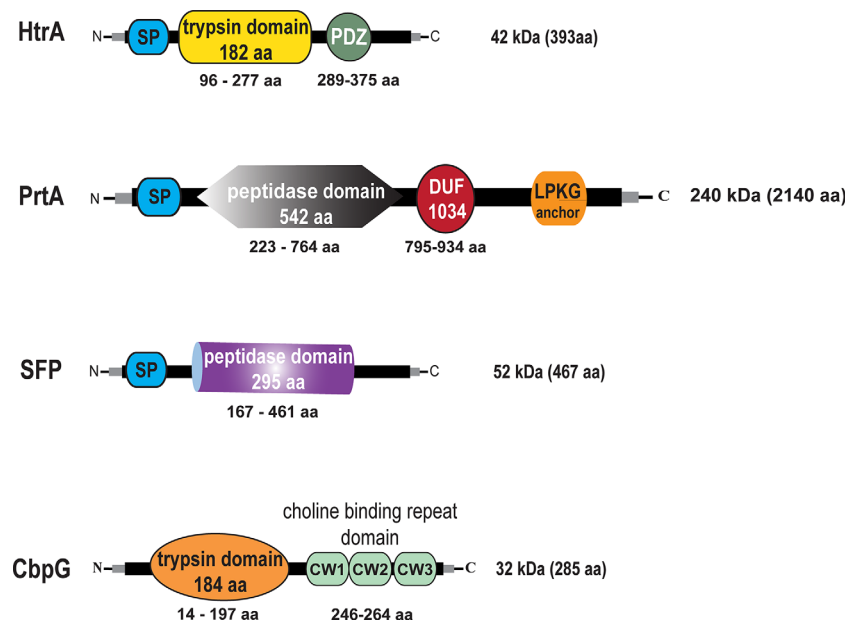 HtrA
N
SP
trypsin domain
182 aa
PDZ
C
42 kDa (393aa)
96 - 277 aa
289-375 aa
PrtA
N
SP
peptidase domain
542 aa
DUF
1034
LPKG
anchor
C
240 kDa (2140 aa)
223 - 764 aa
795-934 aa
SFP
N
SP
peptidase domain
295 aa
C
52 kDa (467 aa)
167 - 461 aa
choline binding repeat
domain
CbpG
N
trypsin domain
184 aa
CW1
CW2
CW3
C
32 kDa (285 aa)
14 - 197 aa
246-264 aa